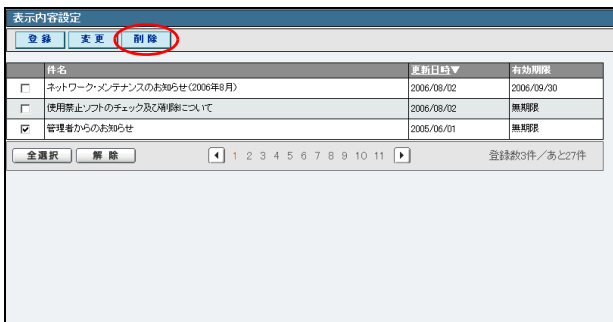 表示内容設定
登録 変更 削除
件名 更新日時▼ 有効期限
ネットワーク・メンテナンスのお知らせ(2006年8月) 2006/08/02 2006/09/30
使用禁止ソフトのチェック及び削除について 2006/08/02 無期限
管理者からのお知らせ 2005/06/01 無期限
全選択 解除 1 2 3 4 5 6 7 8 9 10 11 登録数3件／あと27件